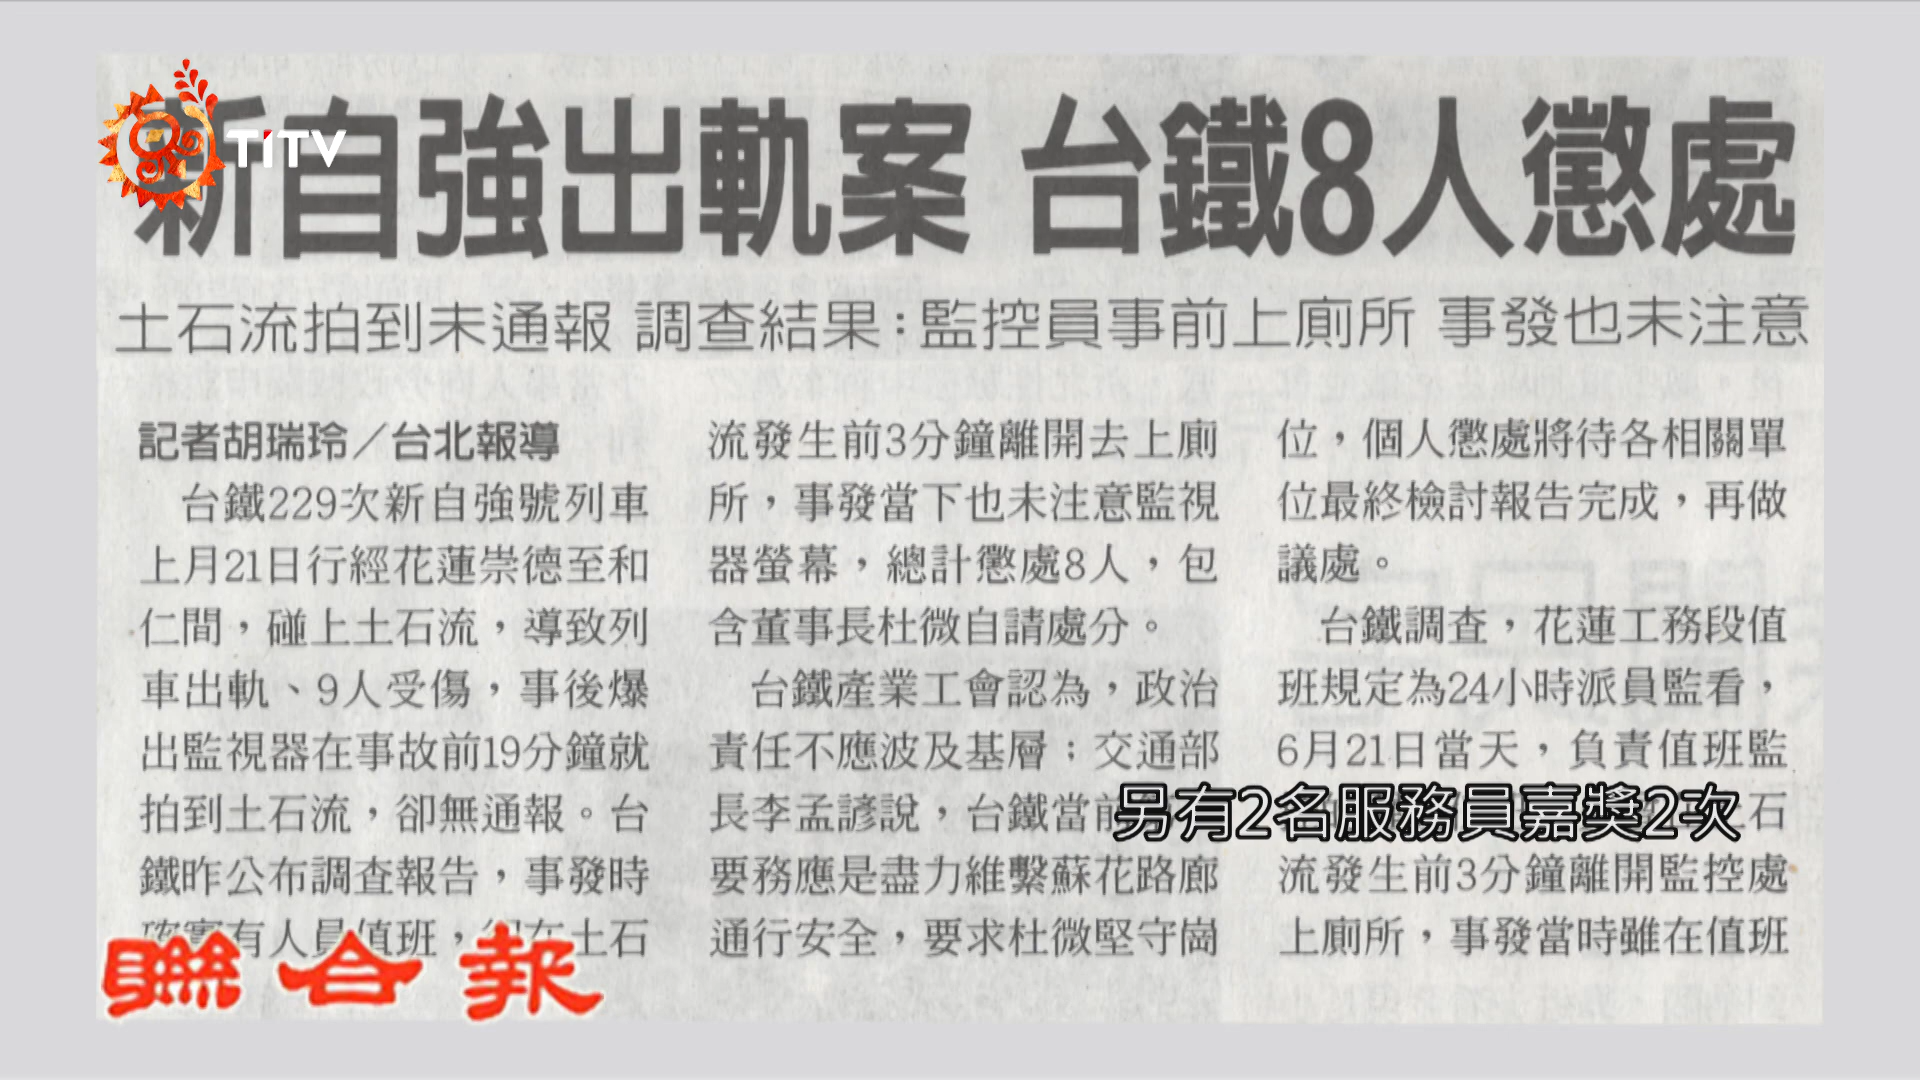 TITV
新自強出軌案 台鐵8人懲處
土石流拍到未通報 調查結果:監控員事前上廁所 事發也未注意
記者胡瑞玲/台北報導
台鐵229次新自強號列車
上月21日行經花蓮崇德至和
仁間,碰上土石流,導致列
車出軌、9人受傷,事後爆
出監視器在事故前19分鐘就
拍到土石流,卻無通報。台
鐵昨公布調查報告,事發時
確實有人員值班,但在土石
流發生前3分鐘離開去上廁
所,事發當下也未注意監視
器螢幕,總計懲處8人,包
含董事長杜微自請處分。
台鐵產業工會認為,政治
責任不應波及基層;交通部
長李孟諺說,台鐵當前
要務應是盡力維繫蘇花路廊
通行安全,要求杜微堅守崗
位,個人懲處將待各相關單
位最終檢討報告完成,再做
議處。
台鐵調查,花蓮工務段值
班規定為24小時派員監看,
6月21日當天,負責值班監
土石
流發生前3分鐘離開監控處
上廁所,事發當時雖在值班
另有2名服務員嘉獎2次
聯合報